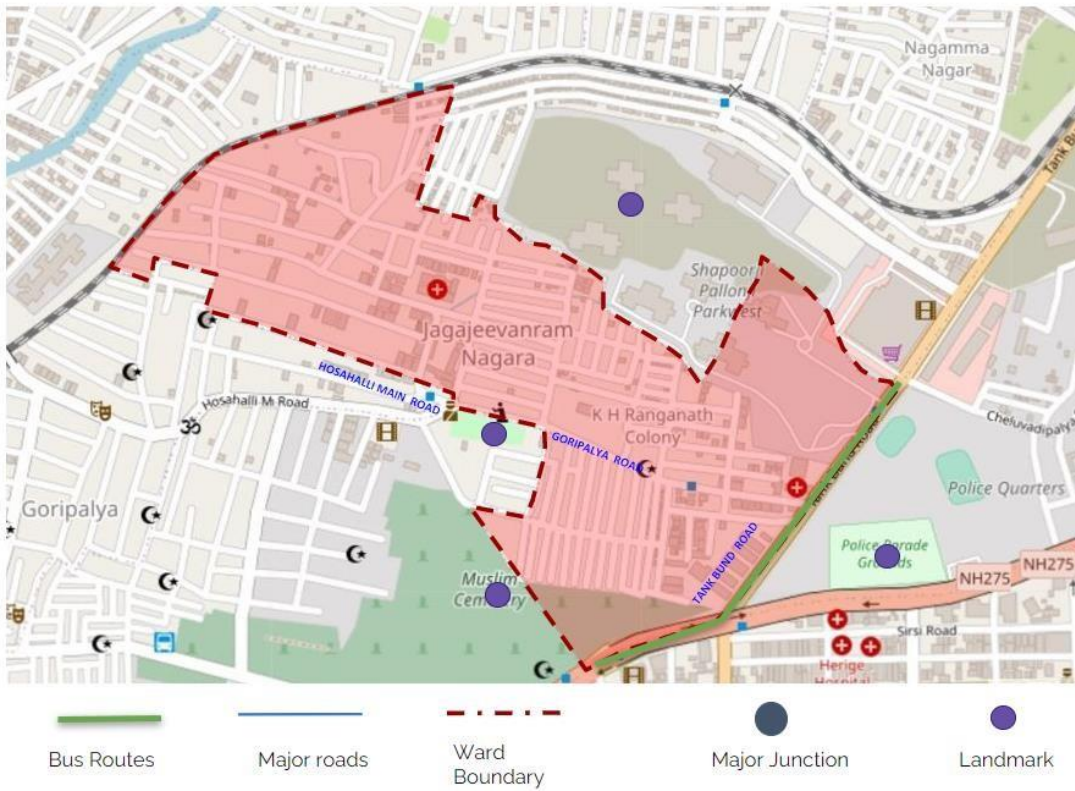 Nagamma
Nagar
Tank Bu
Shapoorji
Pallonji
Parkwest
Jagajeevanram
Nagara
HOSAHALLI MAIN ROAD
Hosahalli M Road
K H Ranganath
Colony
GORIPALYA ROAD
Cheluvadipalya
Goripalya
Police Quarters
TANK BUND ROAD
Police Parade
Grounds
NH275
NH275
Muslim
Cemetery
Sirsi Road
Herige
Hospital
Bus Routes
Major roads
Ward
Boundary
Major Junction
Landmark